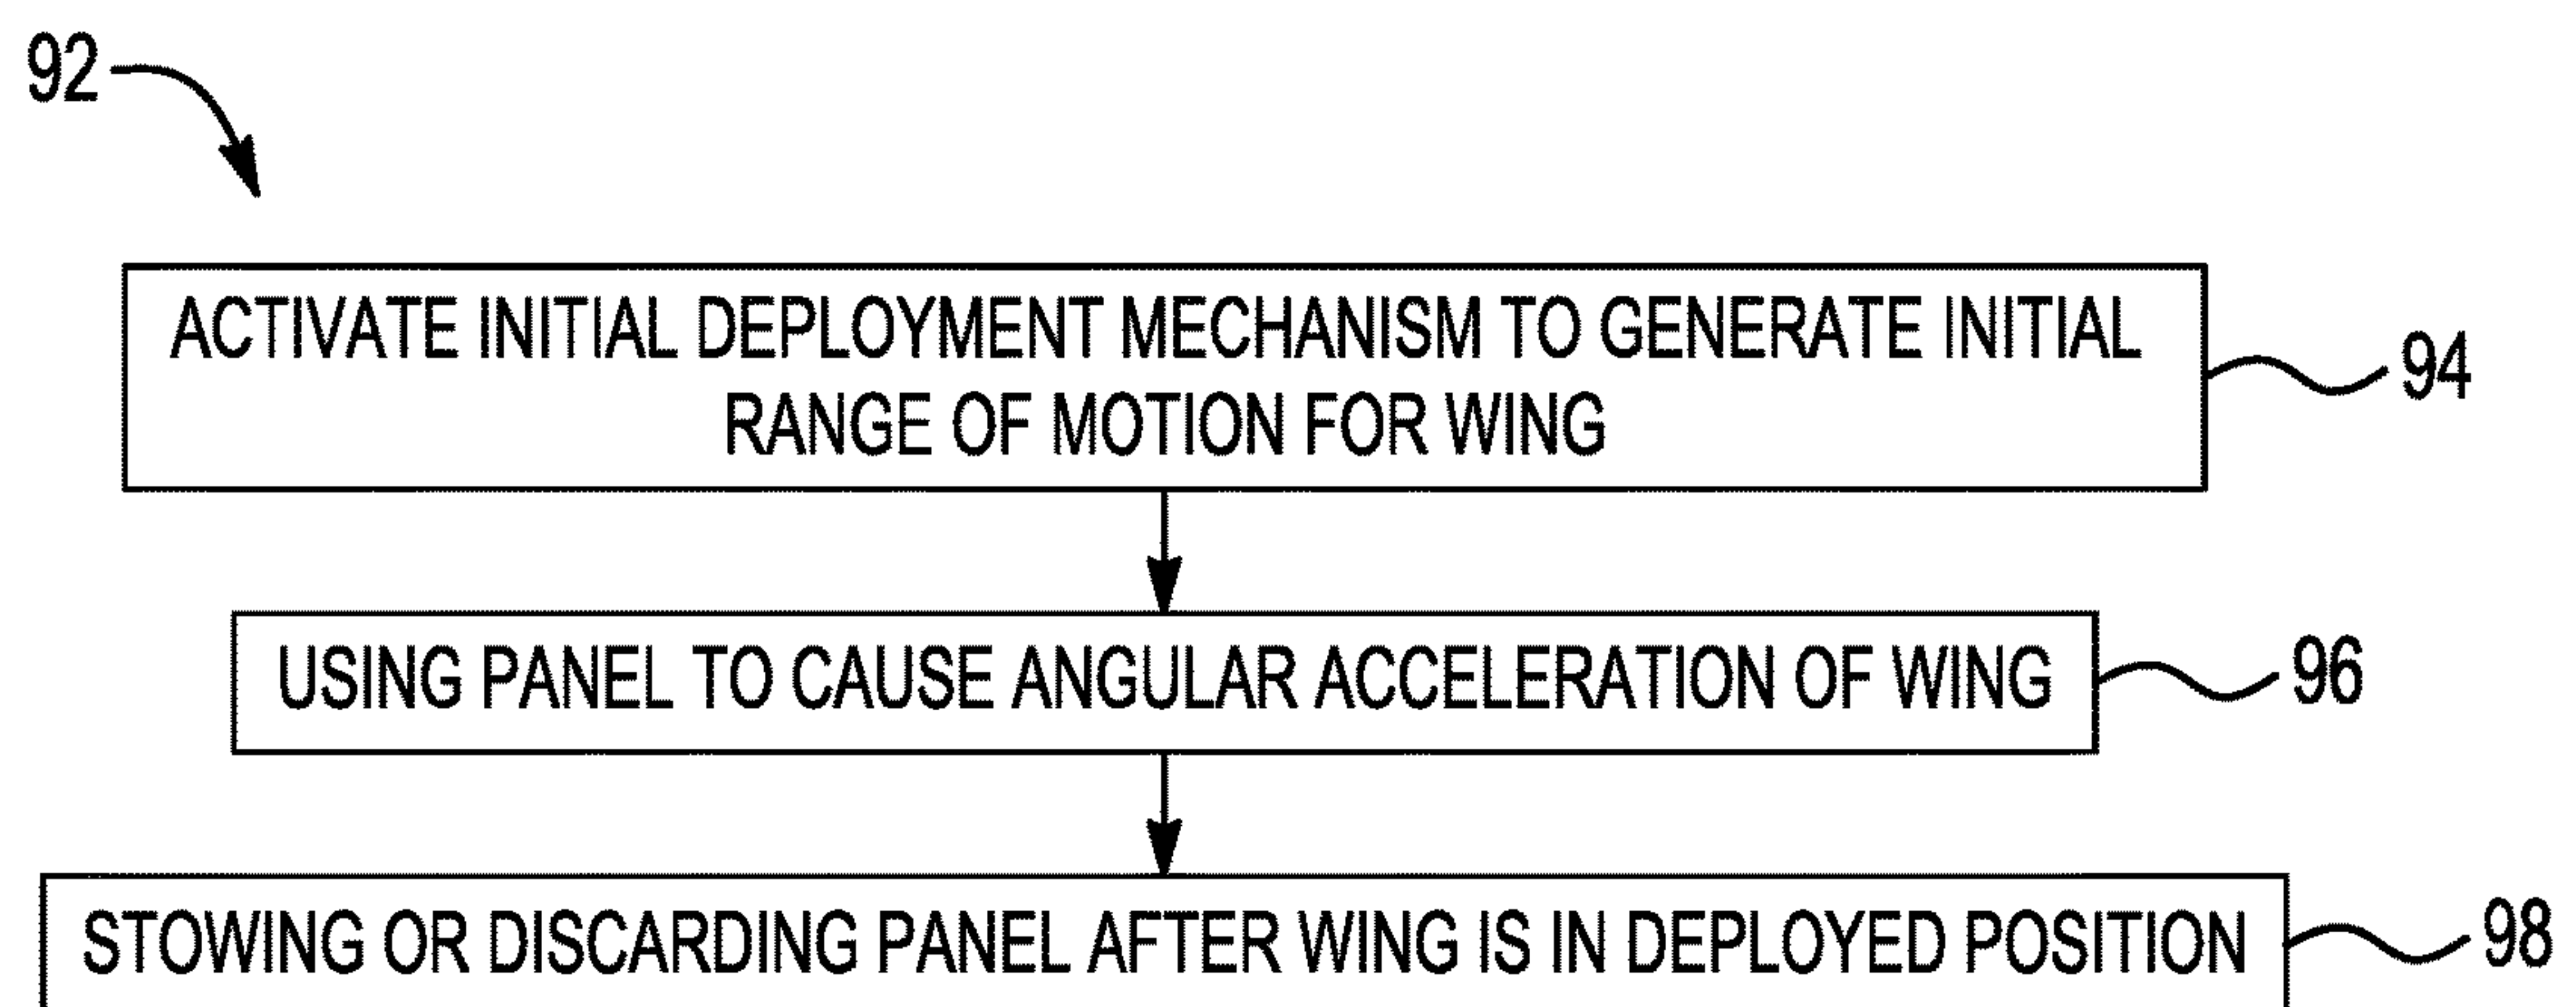 92
ACTIVATE INITIAL DEPLOYMENT MECHANISM TO GENERATE INITIAL
RANGE OF MOTION FOR WING
94
USING PANEL TO CAUSE ANGULAR ACCELERATION OF WING
96
STOWING OR DISCARDING PANEL AFTER WING IS IN DEPLOYED POSITION
98